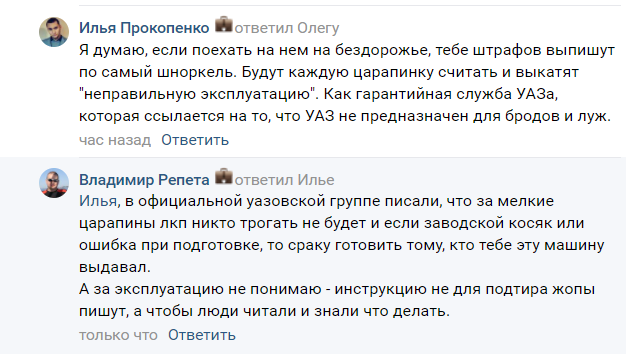 Илья Прокопенко ответил Олегу
Я думаю, если поехать на нем на бездорожье, тебе штрафов выпишут
по самый шноркель. Будут каждую царапинку считать и выкатят
"неправильную эксплуатацию". Как гарантийная служба УАЗа,
которая ссылается на то, что УАЗ не предназначен для бродов и луж.
час назад Ответить
Владимир Репета ответил Илье
Илья, в официальной уазовской группе писали, что за мелкие
царапины лкп никто трогать не будет и если заводской косяк или
ошибка при подготовке, то сраку готовить тому, кто тебе эту машину
выдавал.
А за эксплуатацию не понимаю - инструкцию не для подтира жопы
пишут, а чтобы люди читали и знали что делать.
только что Ответить